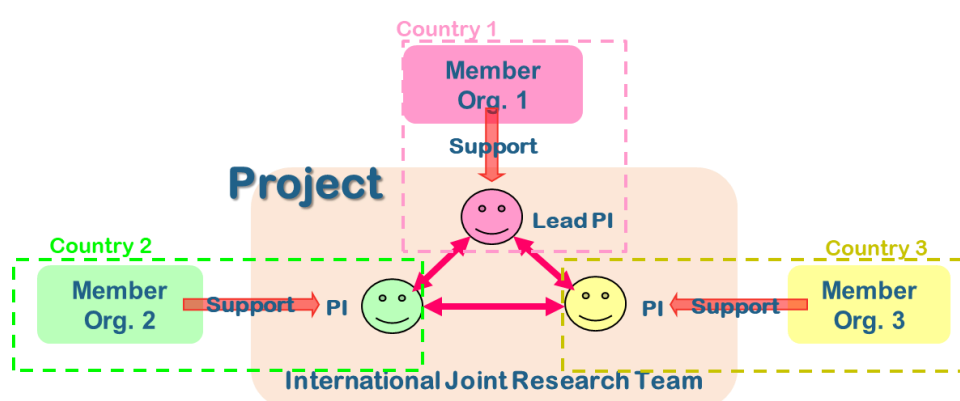 Country 1
Member
Org. 1
Support
Project
Lead PI
Country 2
Country 3
Member
Org. 2
Support
PI
PI
Support
Member
Org. 3
International Joint Research Team